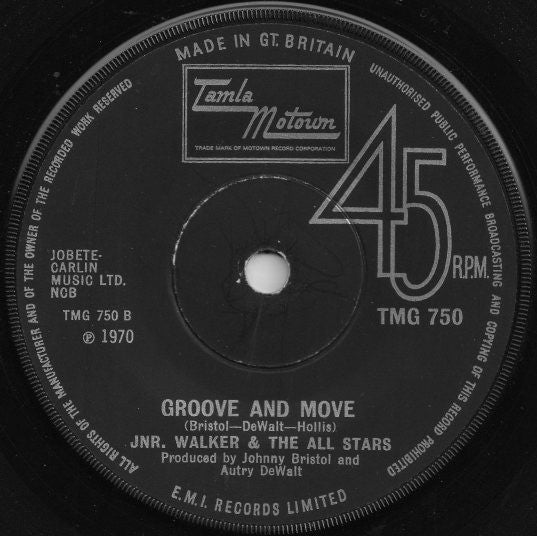 MADE IN GT. BRITAIN
Tamla
Motown
TRADE MARK OF MOTOWN RECORD CORPORATION
UNAUTHORISED PUBLIC PERFORMANCE BROADCASTING AND COPYING OF THIS RECORD PROHIBITED
ALL RIGHTS OF THE MANUFACTURER AND OF THE OWNER OF THE RECORDED WORK RESERVED
45
R.P.M.
JOBETE-
CARLIN
MUSIC LTD.
NCB
TMG 750 B
℗ 1970
TMG 750
GROOVE AND MOVE
(Bristol—DeWalt—Hollis)
JNR. WALKER & THE ALL STARS
Produced by Johnny Bristol and
Autry DeWalt
E.M.I. RECORDS LIMITED